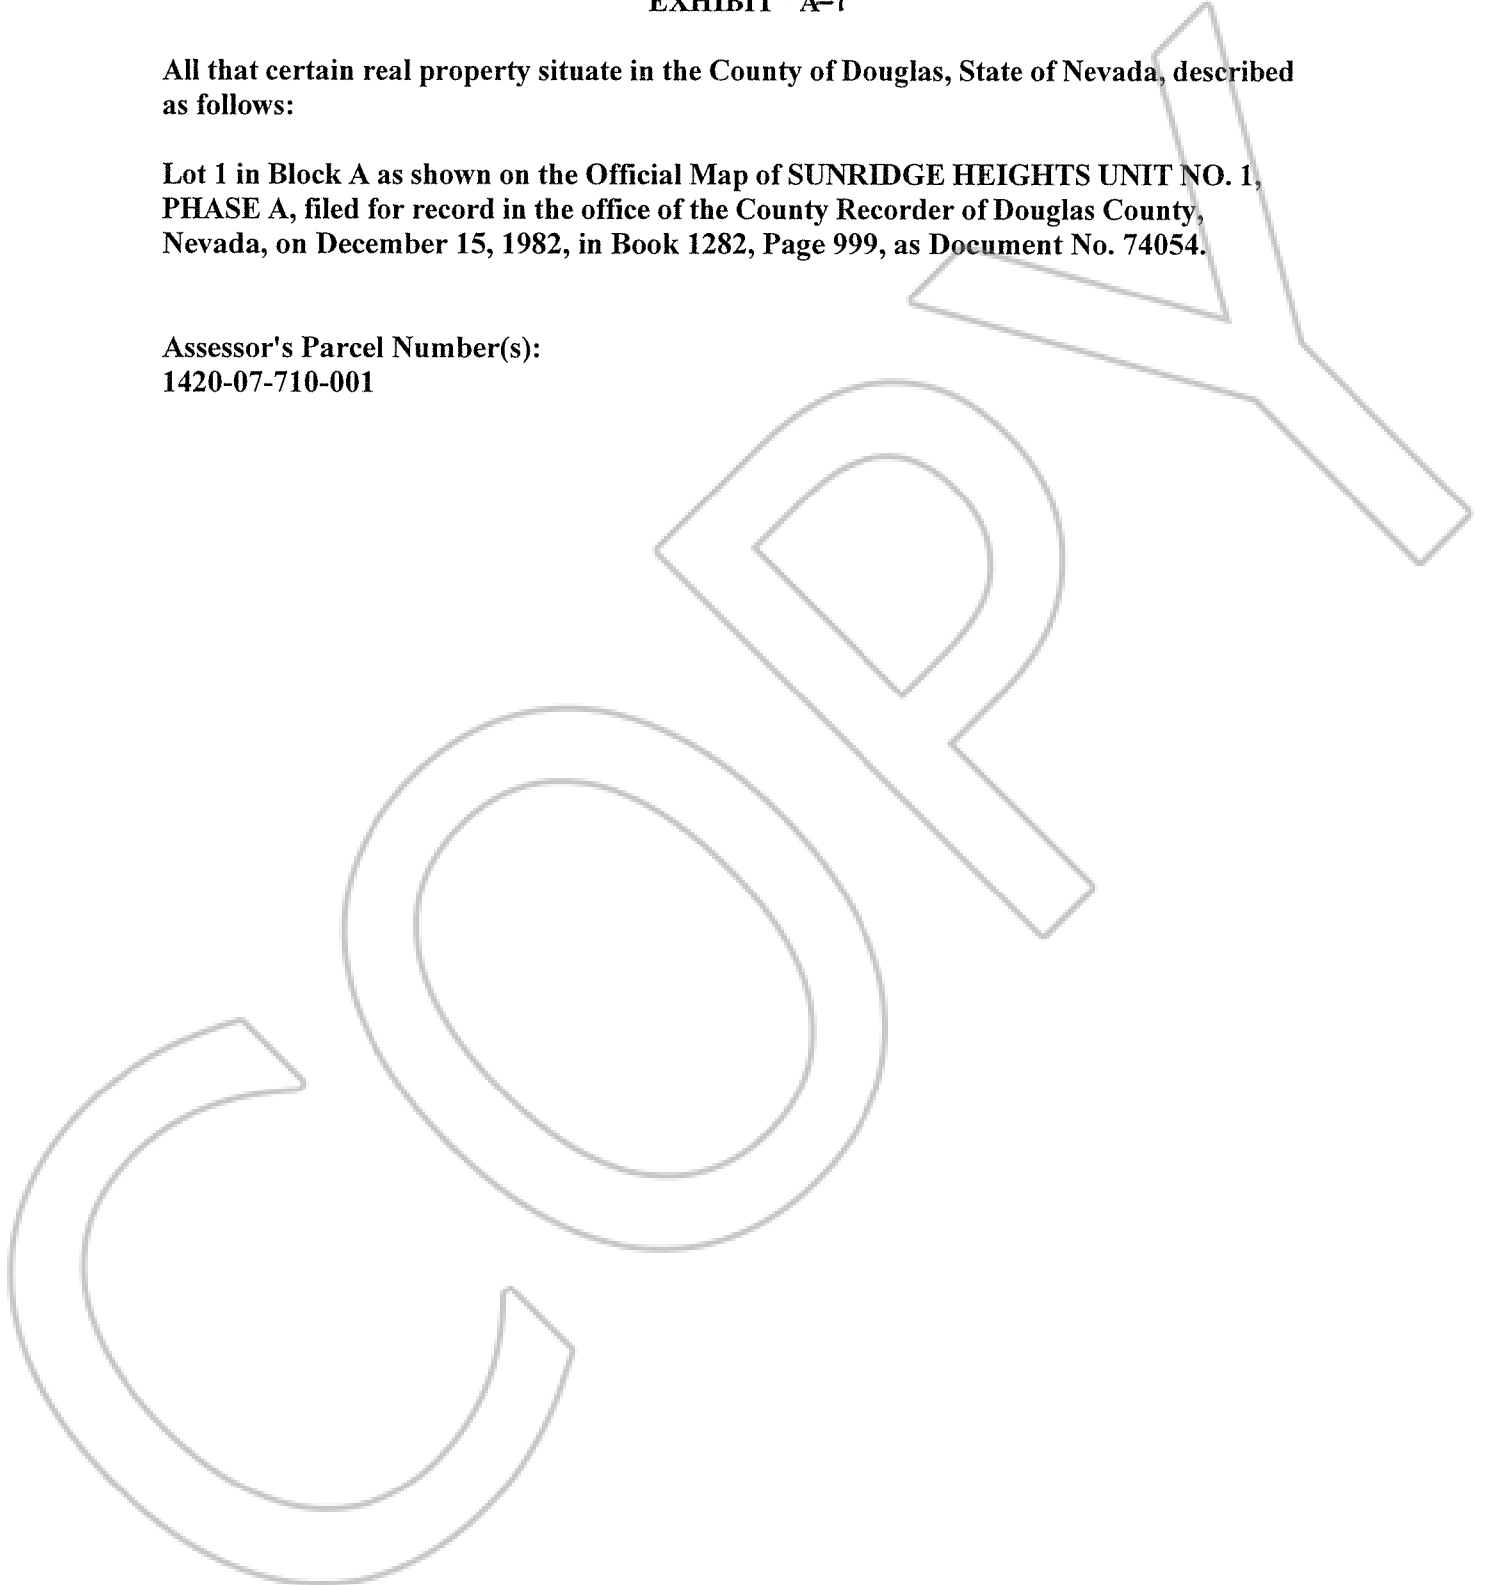 EXHIBIT A-7
All that certain real property situate in the County of Douglas, State of Nevada, described
as follows:
Lot 1 in Block A as shown on the Official Map of SUNRIDGE HEIGHTS UNIT NO. 1,
PHASE A, filed for record in the office of the County Recorder of Douglas County,
Nevada, on December 15, 1982, in Book 1282, Page 999, as Document No. 74054.
Assessor's Parcel Number(s):
1420-07-710-001
COPY